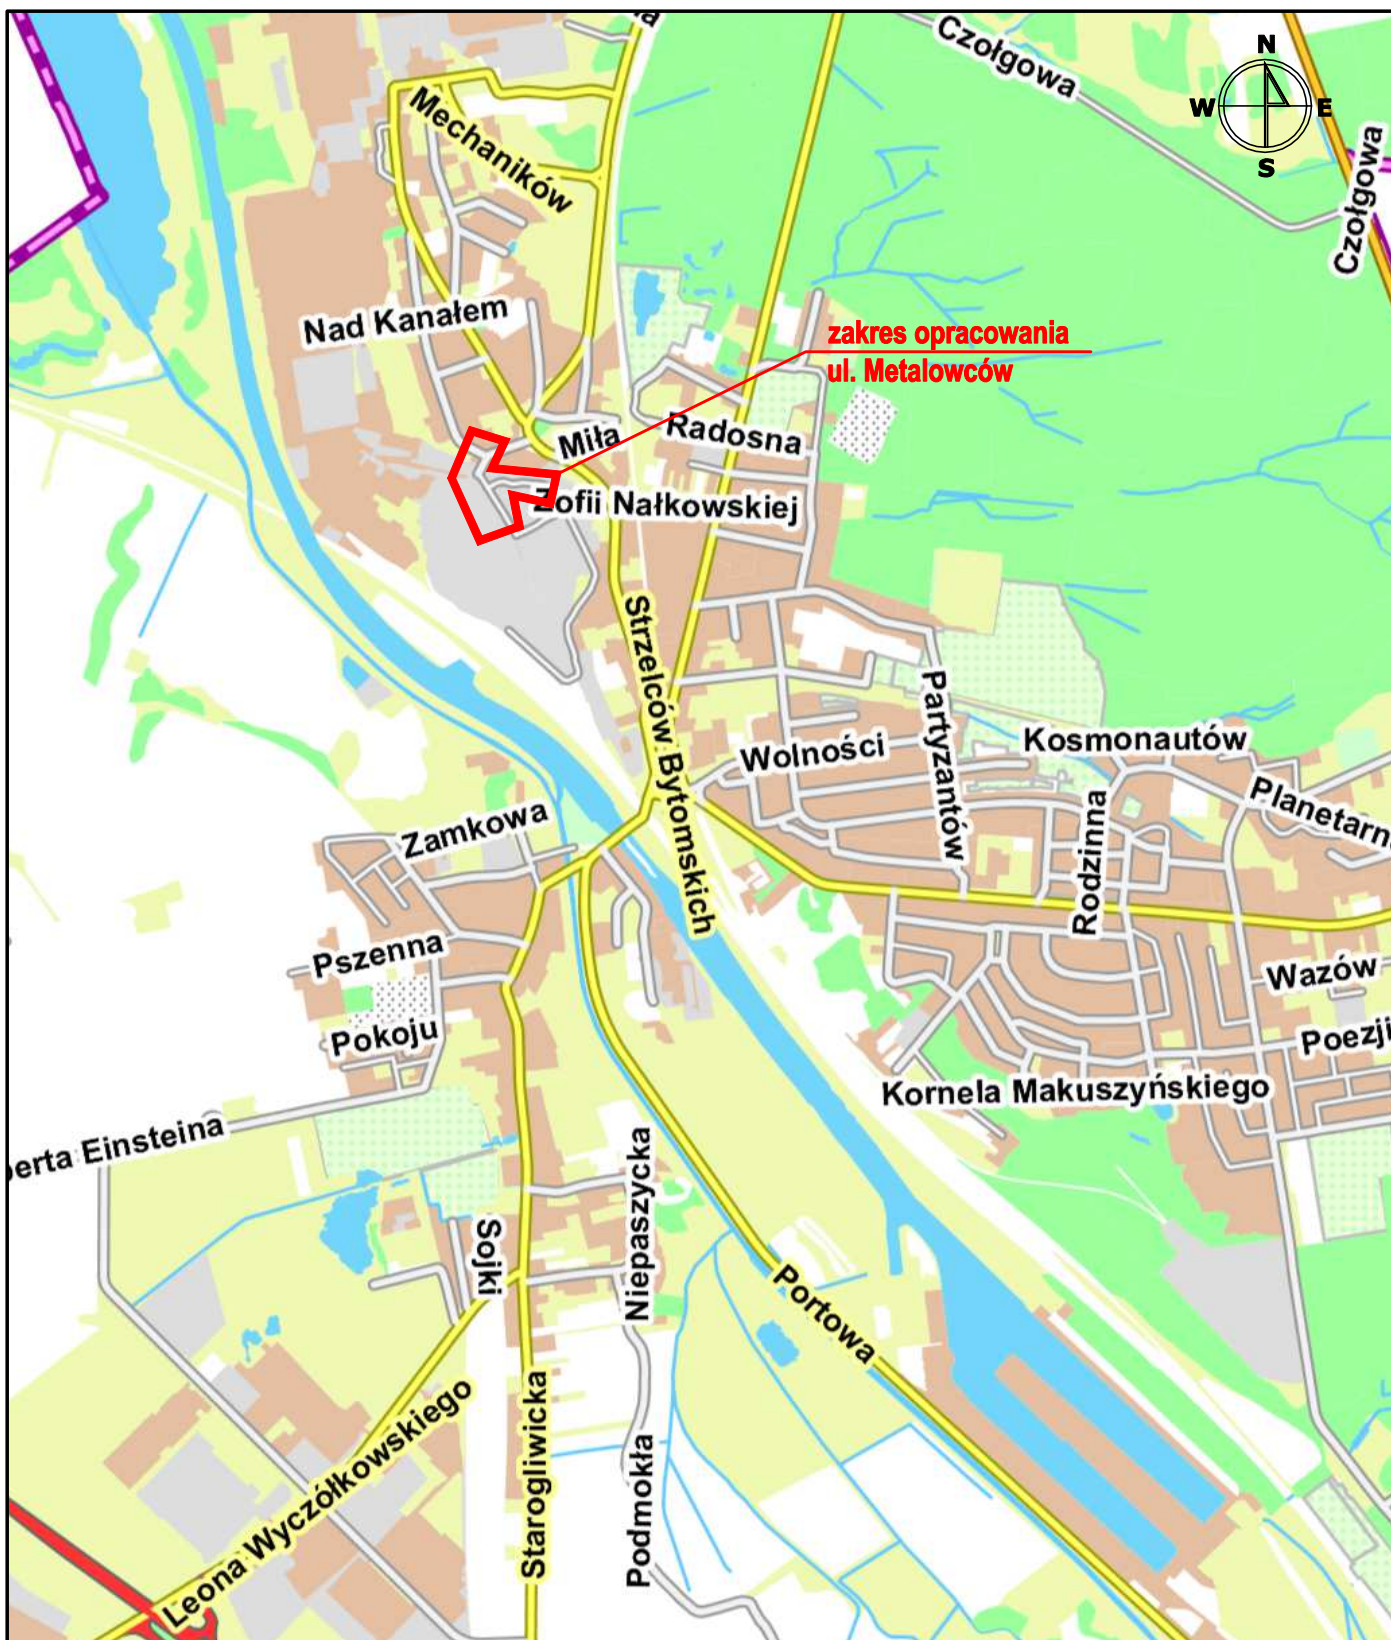 Czołgowa
N
W
E
S
Mechaników
Czołgowa
Nad Kanałem
zakres opracowania
ul. Metalowców
Miła
Radosna
Zofii Nałkowskiej
Strzelców Bytomskich
Partyzantów
Wolności
Kosmonautów
Planetarn
Zamkowa
Rodzinna
Pszenna
Wazów
Pokoju
Poezji
Kornela Makuszyńskiego
berta Einsteina
Niepaszycka
Sojki
Portowa
Starogliwicka
Leona Wyczółkowskiego
Podmokła